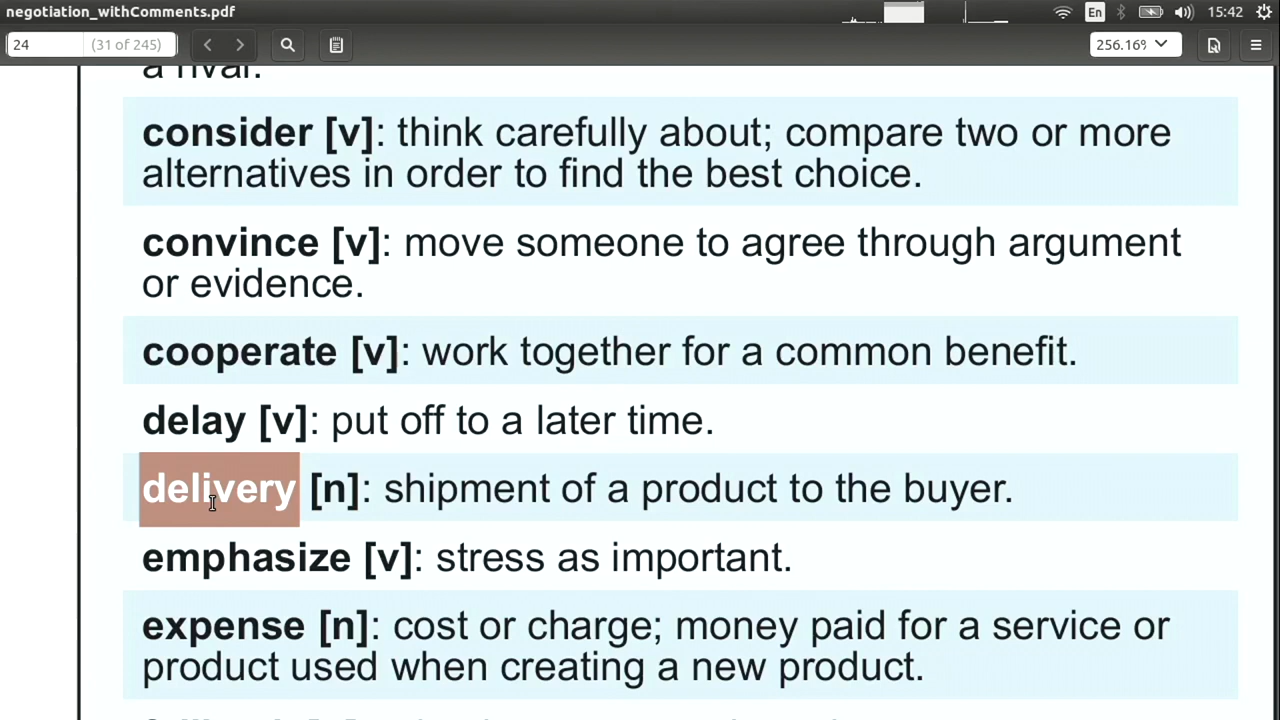 negotiation_withComments.pdf
En
15:42
24
(31 of 245)
256.16%
a rival.
consider [v]: think carefully about; compare two or more
alternatives in order to find the best choice.
convince [v]: move someone to agree through argument
or evidence.
cooperate [v]: work together for a common benefit.
delay [v]: put off to a later time.
delivery [n]: shipment of a product to the buyer.
emphasize [v]: stress as important.
expense [n]: cost or charge; money paid for a service or
product used when creating a new product.